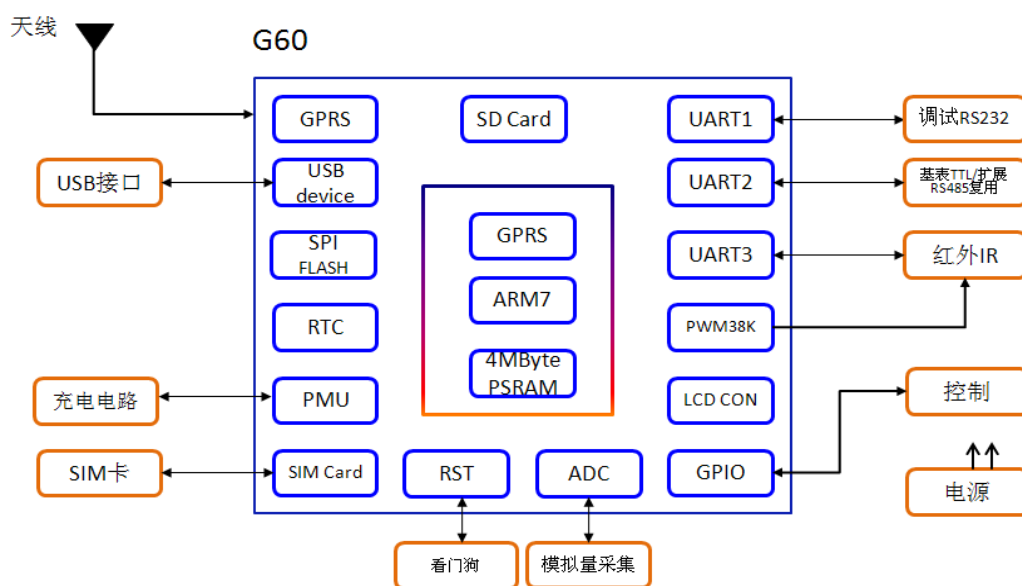 天线
G60
GPRS
SD Card
UART1
调试RS232
USB接口
USB
device
UART2
基表TTL/扩展
RS485复用
SPI
FLASH
GPRS
UART3
红外IR
RTC
ARM7
PWM38K
4MByte
PSRAM
充电电路
PMU
LCD CON
控制
SIM卡
SIM Card
RST
ADC
GPIO
电源
看门狗
模拟量采集